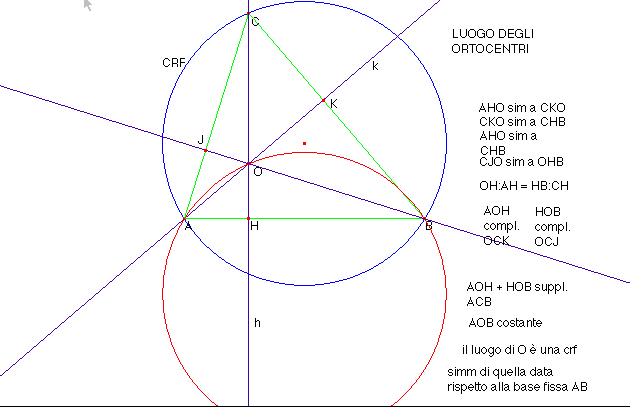 LUOGO DEGLI
ORTOCENTRI
C
CRF
k
K
J
O
A
H
B
h
AHO sim a CKO
CKO sim a CHB
AHO sim a
CHB
CJO sim a OHB
OH:AH = HB:CH
AOH HOB
compl. compl.
OCK OCJ
AOH + HOB suppl.
ACB
AOB costante
il luogo di O è una crf
simm di quella data
rispetto alla base fissa AB